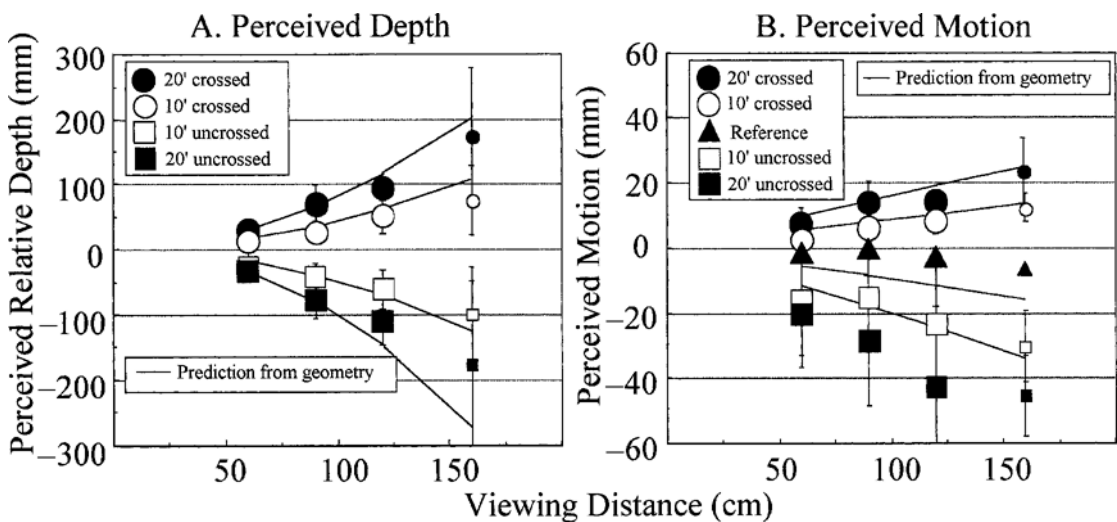 A. Perceived Depth
Perceived Relative Depth (mm)
300
200
100
0
−100
−200
−300
20' crossed
10' crossed
10' uncrossed
20' uncrossed
Prediction from geometry
50
100
150
B. Perceived Motion
Perceived Motion (mm)
60
40
20
0
−20
−40
−60
20' crossed
10' crossed
Reference
10' uncrossed
20' uncrossed
Prediction from geometry
50
100
150
Viewing Distance (cm)